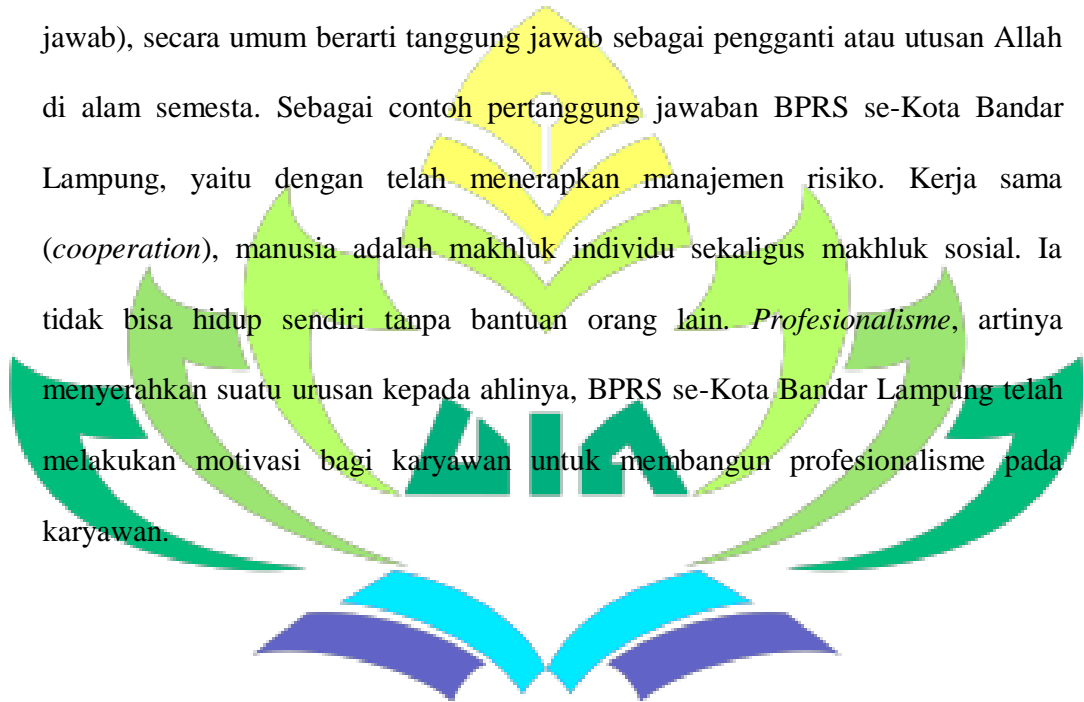 jawab), secara umum berarti tanggung jawab sebagai pengganti atau utusan Allah
di alam semesta. Sebagai contoh pertanggung jawaban BPRS se-Kota Bandar
Lampung, yaitu dengan telah menerapkan manajemen risiko. Kerja sama
(cooperation), manusia adalah makhluk individu sekaligus makhluk sosial. Ia
tidak bisa hidup sendiri tanpa bantuan orang lain. Profesionalisme, artinya
menyerahkan suatu urusan kepada ahlinya, BPRS se-Kota Bandar Lampung telah
melakukan motivasi bagi karyawan untuk membangun profesionalisme pada
karyawan.